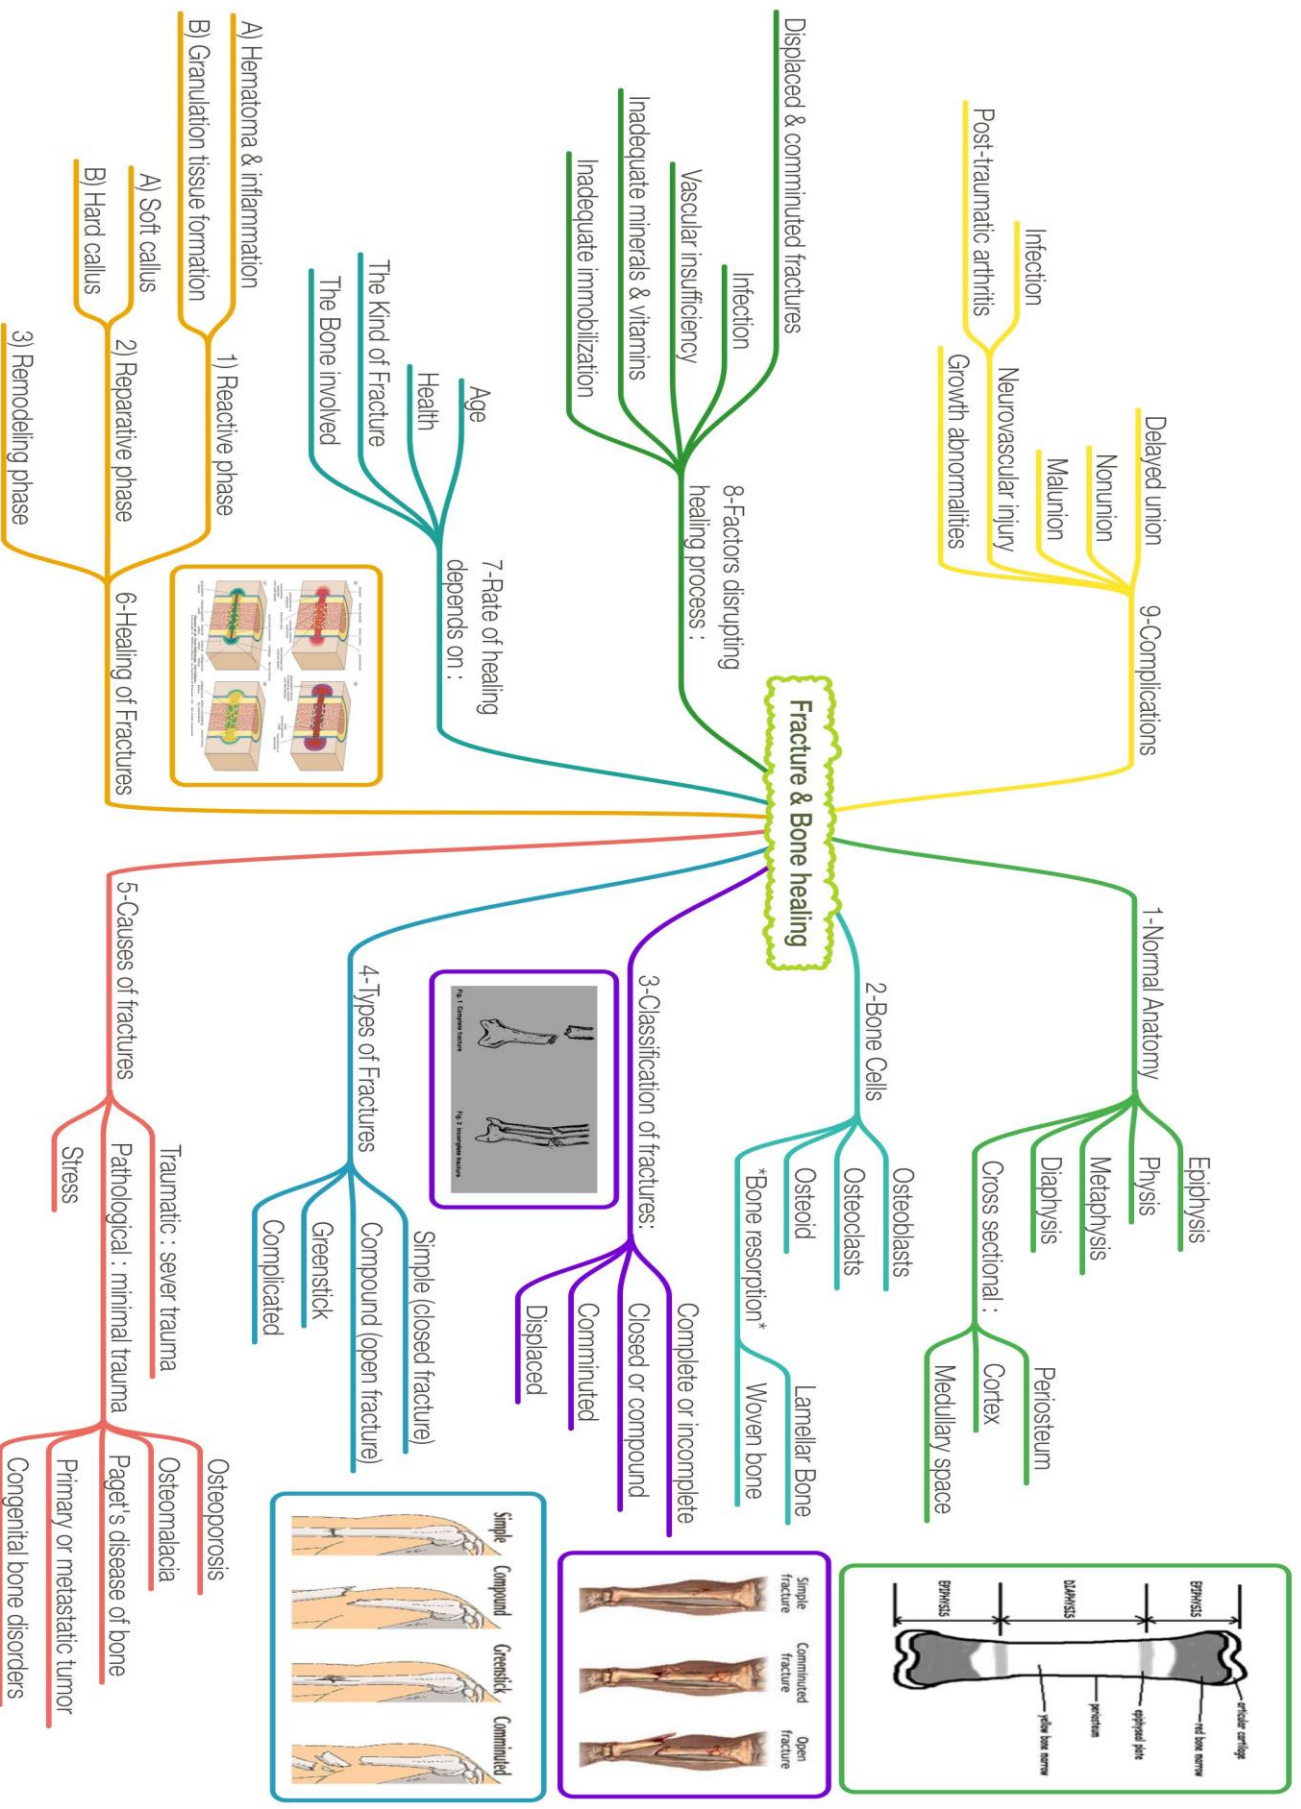 Fracture & Bone healing
1-Normal Anatomy
Epiphysis
Physis
Metaphysis
Diaphysis
Cross sectional :
Periosteum
Cortex
Medullary space
EPIPHYSIS
DIAPHYSIS
EPIPHYSIS
articular cartilage
red bone marrow
epiphyseal plate
periosteum
yellow bone marrow
2-Bone Cells
Osteoblasts
Osteoclasts
Osteoid
*Bone resorption*
Lamellar Bone
Woven bone
3-Classification of fractures:
Complete or incomplete
Closed or compound
Comminuted
Displaced
Fig. 1 Complete fracture
Fig. 2 Incomplete fracture
Simple
fracture
Comminuted
fracture
Open
fracture
4-Types of Fractures
Simple (closed fracture)
Compound (open fracture)
Greenstick
Complicated
Simple
Compound
Greenstick
Comminuted
5-Causes of fractures
Traumatic : sever trauma
Pathological : minimal trauma
Stress
Osteoporosis
Osteomalacia
Paget's disease of bone
Primary or metastatic tumor
Congenital bone disorders
6-Healing of Fractures
1) Reactive phase
A) Hematoma & inflammation
B) Granulation tissue formation
2) Reparative phase
A) Soft callus
B) Hard callus
3) Remodeling phase
7-Rate of healing
depends on :
Age
Health
The Kind of Fracture
The Bone involved
8-Factors disrupting
healing process :
Displaced & comminuted fractures
Infection
Vascular insufficiency
Inadequate minerals & vitamins
Inadequate immobilization
9-Complications
Delayed union
Nonunion
Malunion
Neurovascular injury
Infection
Post-traumatic arthritis
Growth abnormalities